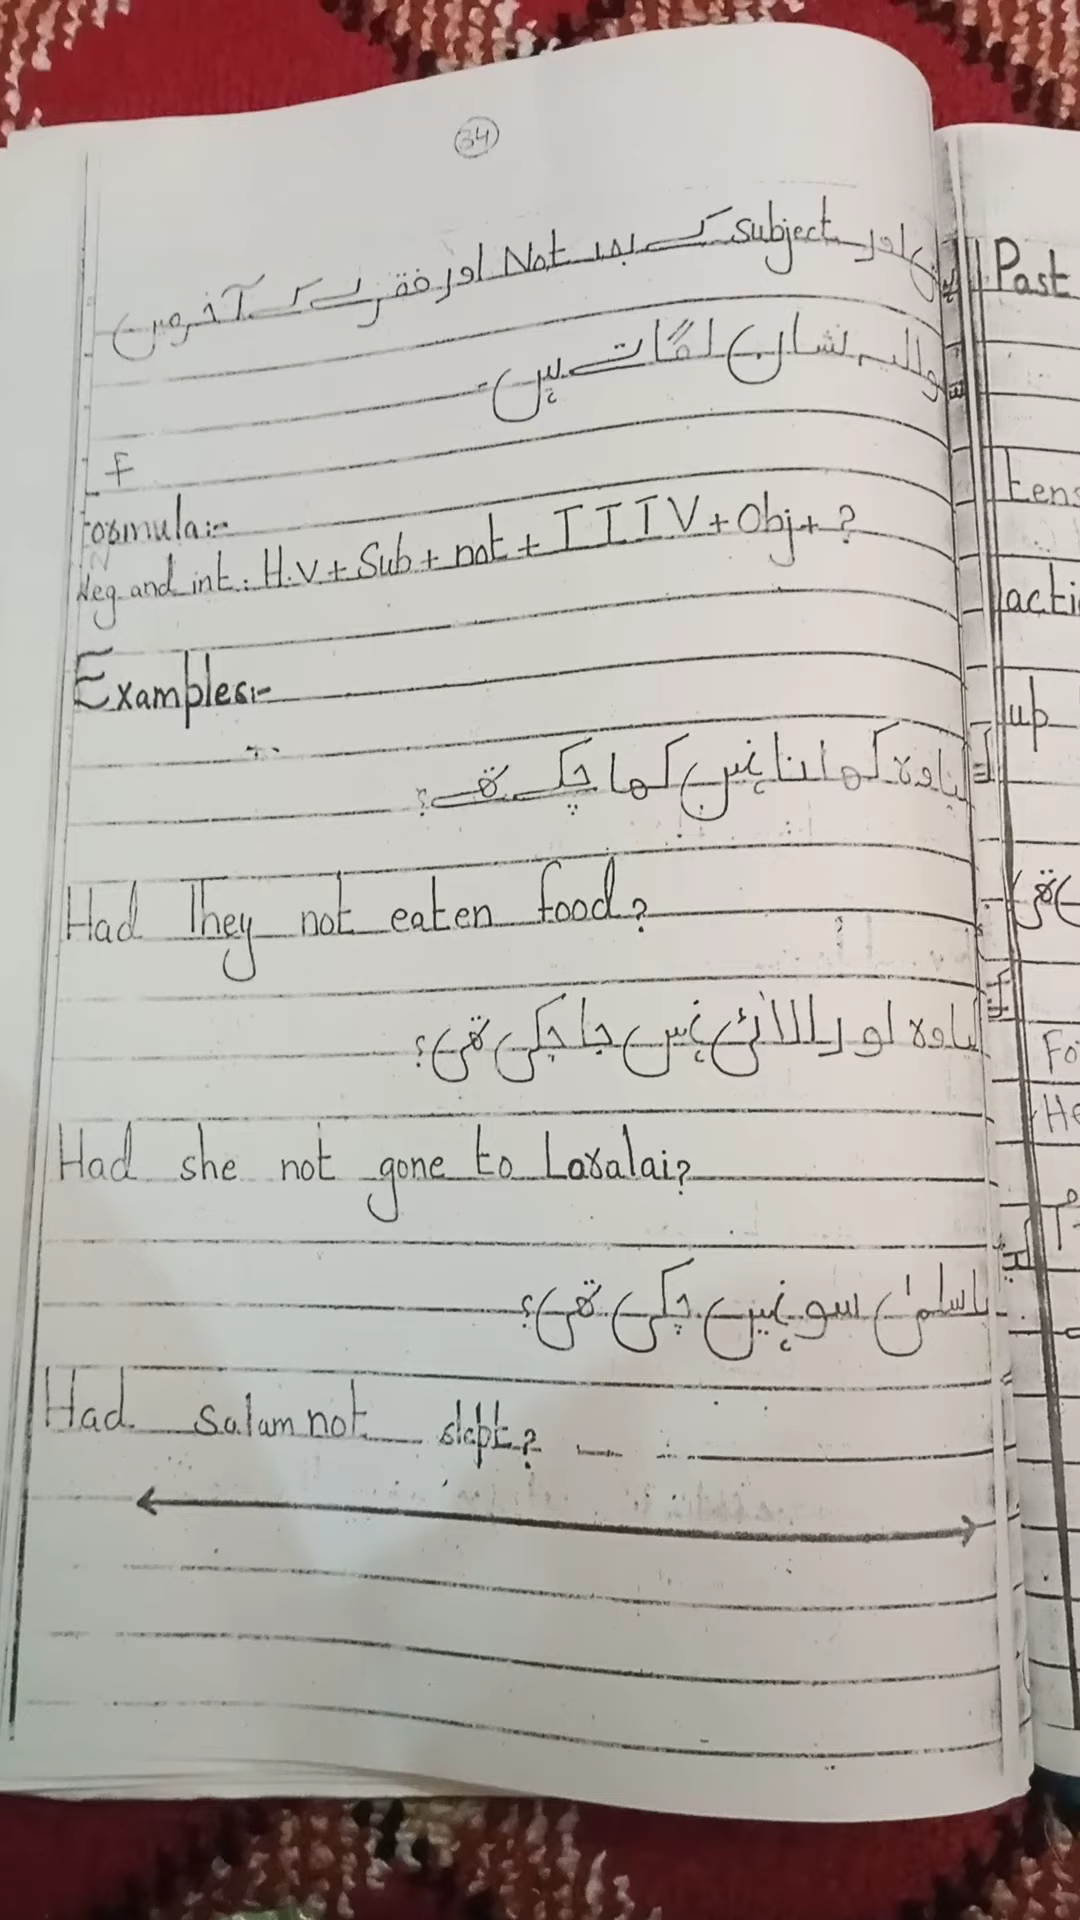 34
ہیں اور subject کے بعد Not اور فقرے کے آخر میں
سوالیہ نشان لگاتے ہیں۔
F
Formula:-
Neg and int: H.V + Sub + not + IIIV + Obj + ?
Examples:-
کیا وہ کھانا نہیں کھا چکے تھے؟
Had They not eaten food?
کیا وہ لورالائی نہیں جا چکی تھی؟
Had she not gone to Loralai?
کیا سلمیٰ سو نہیں چکی تھی؟
Had Salam not slept?
Past
tens
acti
up
تھی
Fo
He